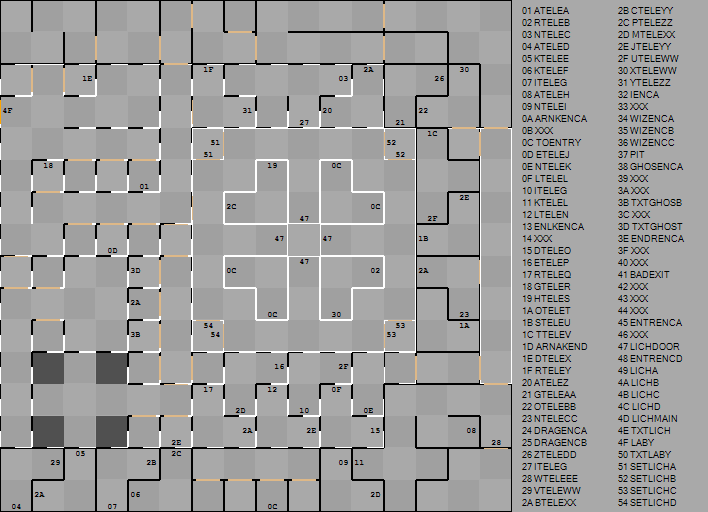 1F
2A
30
1E
03
26
4F
31
20
22
27
21
1C
51
52
51
52
18
19
0C
01
2E
2C
0C
47
2F
47
47
1B
0D
47
3D
0C
02
2A
2A
0C
30
23
54
53
1A
3B
54
53
16
2F
17
12
0F
2D
10
0E
2A
2E
15
08
2E
28
05
2C
29
2B
09 11
2A
06
2D
04
07
0C
01 ATELEA
02 RTELEB
03 NTELEC
04 ATELED
05 KTELEE
06 KTELEF
07 ITELEG
08 ATELEH
09 NTELEI
0A ARNKENCA
0B XXX
0C TOENTRY
0D ETELEJ
0E NTELEK
0F LTELEL
10 ITELEG
11 KTELEL
12 LTELEN
13 ENLKENCA
14 XXX
15 DTELEO
16 ETELEP
17 RTELEQ
18 GTELER
19 HTELES
1A OTELET
1B STELEU
1C TTELEV
1D ARNAKEND
1E DTELEX
1F RTELEY
20 ATELEZ
21 GTELEAA
22 OTELEBB
23 NTELECC
24 DRAGENCA
25 DRAGENCB
26 ZTELEDD
27 ITELEG
28 WTELEEE
29 VTELEWW
2A BTELEXX
2B CTELEYY
2C PTELEZZ
2D MTELEXX
2E JTELEYY
2F UTELEWW
30 XTELEWW
31 YTELEZZ
32 IENCA
33 XXX
34 WIZENCA
35 WIZENCB
36 WIZENCC
37 PIT
38 GHOSENCA
39 XXX
3A XXX
3B TXTGHOSB
3C XXX
3D TXTGHOST
3E ENDRENCA
3F XXX
40 XXX
41 BADEXIT
42 XXX
43 XXX
44 XXX
45 ENTRENCA
46 XXX
47 LICHDOOR
48 ENTRENCD
49 LICHA
4A LICHB
4B LICHC
4C LICHD
4D LICHMAIN
4E TXTLICH
4F LABY
50 TXTLABY
51 SETLICHA
52 SETLICHB
53 SETLICHC
54 SETLICHD